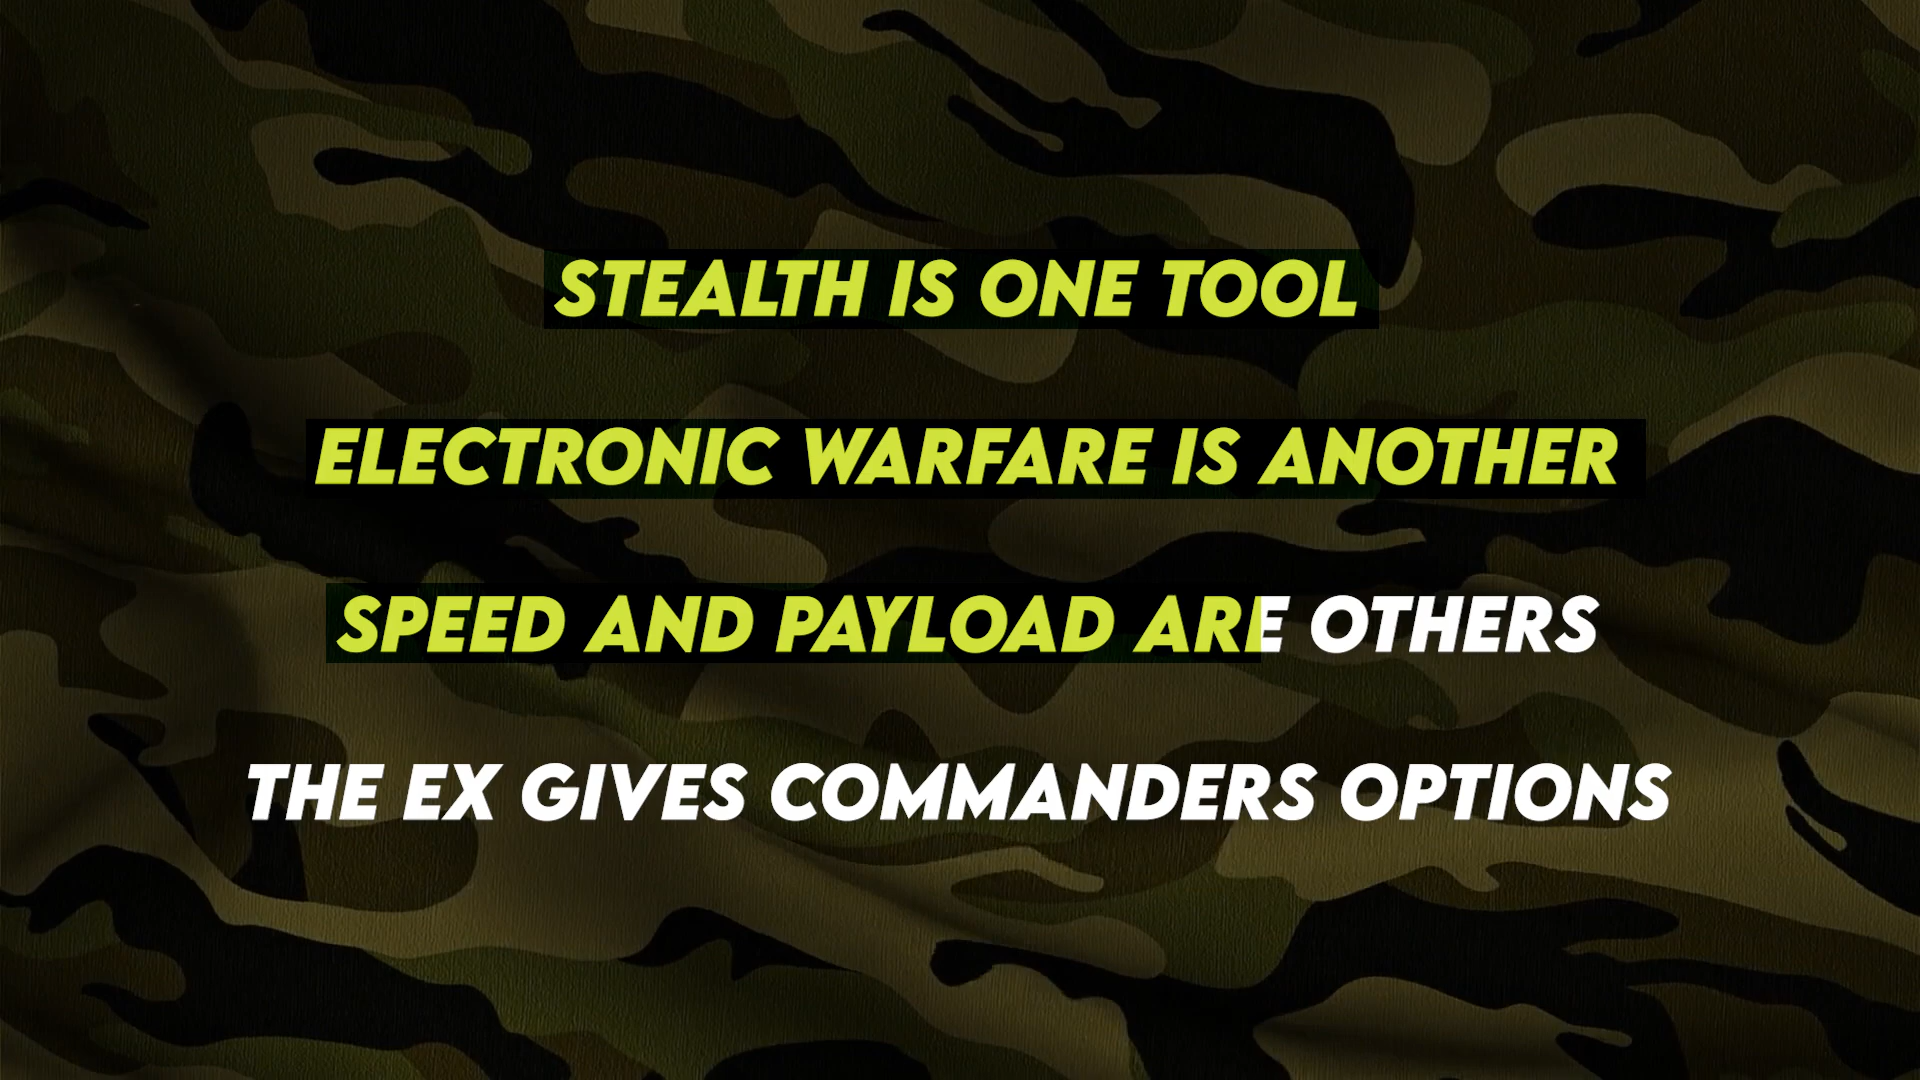 STEALTH IS ONE TOOL
ELECTRONIC WARFARE IS ANOTHER
SPEED AND PAYLOAD ARE OTHERS
THE EX GIVES COMMANDERS OPTIONS